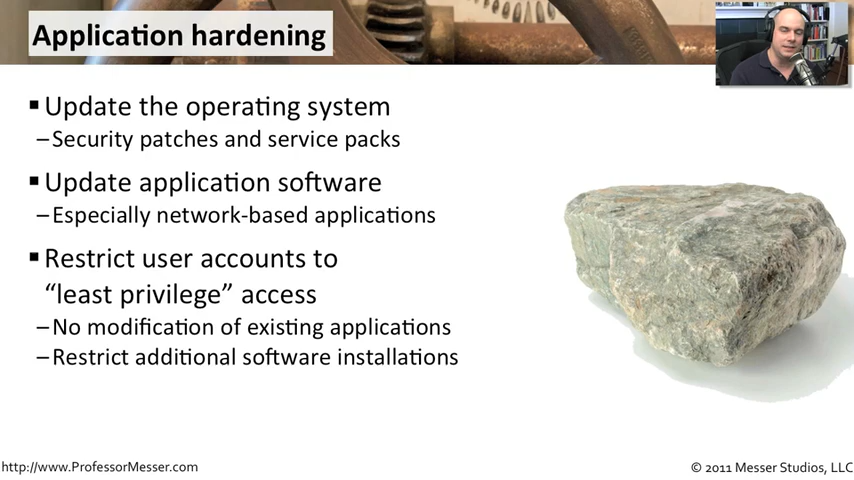 Application hardening
▪ Update the operating system
–Security patches and service packs
▪ Update application software
–Especially network-based applications
▪ Restrict user accounts to
“least privilege” access
–No modification of existing applications
–Restrict additional software installations
http://www.ProfessorMesser.com
© 2011 Messer Studios, LLC